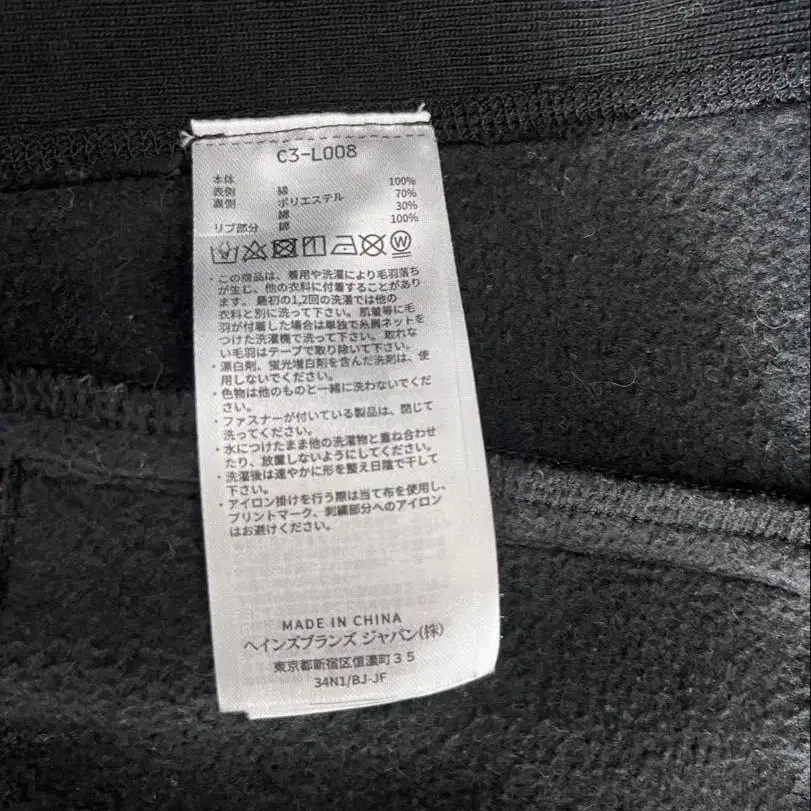 C3-L008
本体
表側 綿 100%
裏側 ポリエステル 70%
綿 30%
リブ部分 綿 100%
W
・この商品は、着用や洗濯により毛羽落ち
が生じ、他の衣料に付着することがあり
ます。最初の1,2回の洗濯では他の
衣料と別に洗って下さい。肌着等に毛
羽が付着した場合は単独で糸屑ネットを
つけた洗濯機で洗って下さい。取れな
い毛羽はテープで取り除いて下さい。
・漂白剤、蛍光増白剤を含んだ洗剤は、使
用しないでください。
・色物は他のものと一緒に洗わないでくだ
さい。
・ファスナーが付いている製品は、閉じて
洗ってください。
・水につけたまま他の洗濯物と重ね合わせ
たり、放置しないようにしてください。
・洗濯後は速やかに形を整え日陰で干して
下さい。
・アイロン掛けを行う際は当て布を使用し、
プリントマーク、刺繍部分へのアイロン
はお避けください。
MADE IN CHINA
ヘインズブランズ ジャパン(株)
東京都新宿区信濃町35
34N1/BJ-JF